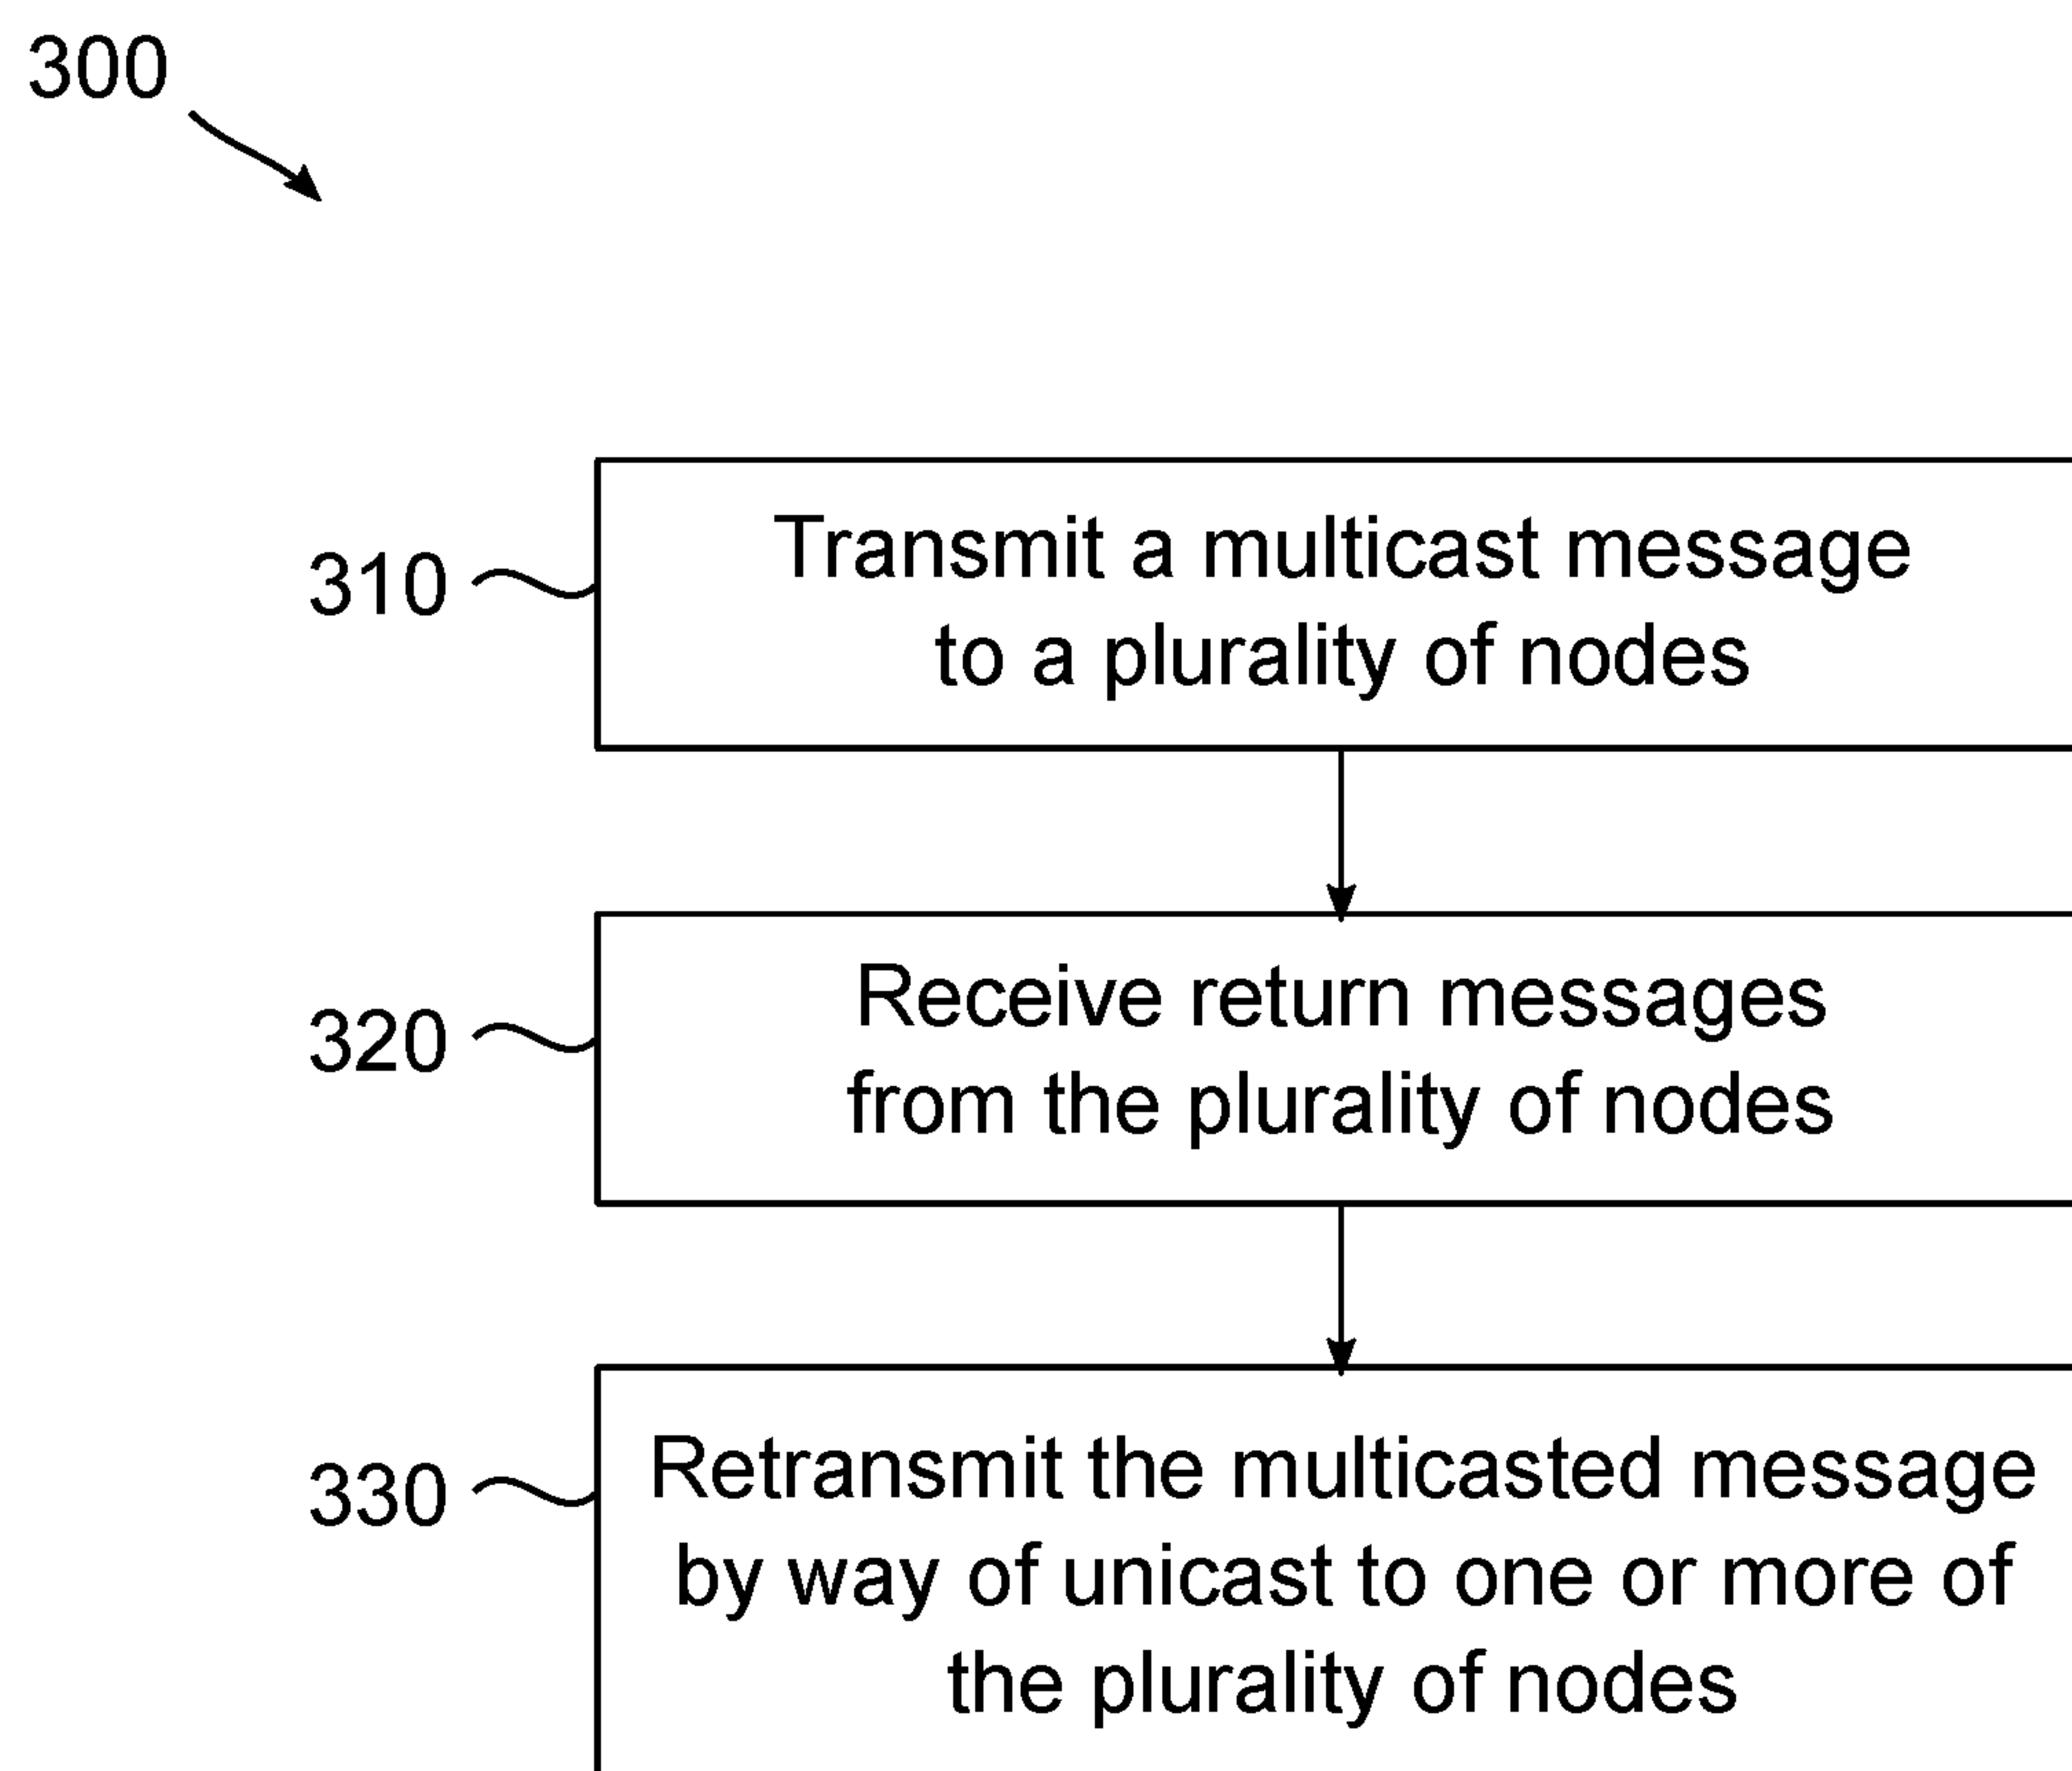 300
310
Transmit a multicast message
to a plurality of nodes
320
Receive return messages
from the plurality of nodes
330
Retransmit the multicasted message
by way of unicast to one or more of
the plurality of nodes